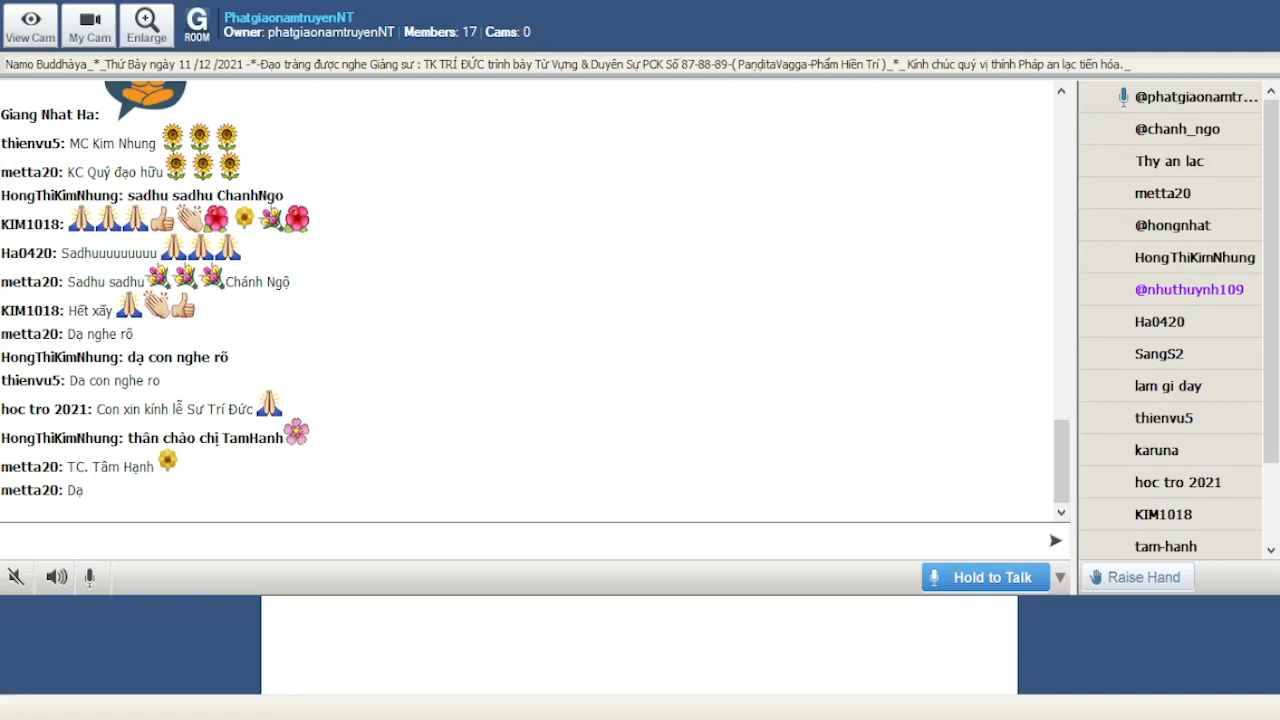 View Cam
My Cam
Enlarge
G
ROOM
PhatgiaonamtruyenNT
Owner: phatgiaonamtruyenNT | Members: 17 | Cams: 0
Namo Buddhàya_*_Thứ Bảy ngày 11 /12 /2021 -*-Đạo tràng được nghe Giảng sư : TK TRÍ ĐỨC trình bày Từ Vựng & Duyên Sự PCK Số 87-88-89-( PaṇḍitaVagga-Phẩm Hiền Trí )_*_ Kính chúc quý vị thính Pháp an lạc tiến hóa._
Giang Nhat Ha:
thienvu5: MC Kim Nhung
metta20: KC Quý đạo hữu
HongThiKimNhung: sadhu sadhu ChanhNgo
KIM1018:
Ha0420: Sadhuuuuuuuuu
metta20: Sadhu sadhu Chánh Ngộ
KIM1018: Hết xẩy
metta20: Dạ nghe rõ
HongThiKimNhung: dạ con nghe rõ
thienvu5: Da con nghe ro
hoc tro 2021: Con xin kính lễ Sư Trí Đức
HongThiKimNhung: thân chào chị TamHanh
metta20: TC. Tâm Hạnh
metta20: Dạ
@phatgiaonamtr...
@chanh_ngo
Thy an lac
metta20
@hongnhat
HongThiKimNhung
@nhuthuynh109
Ha0420
SangS2
lam gi day
thienvu5
karuna
hoc tro 2021
KIM1018
tam-hanh
Hold to Talk
Raise Hand